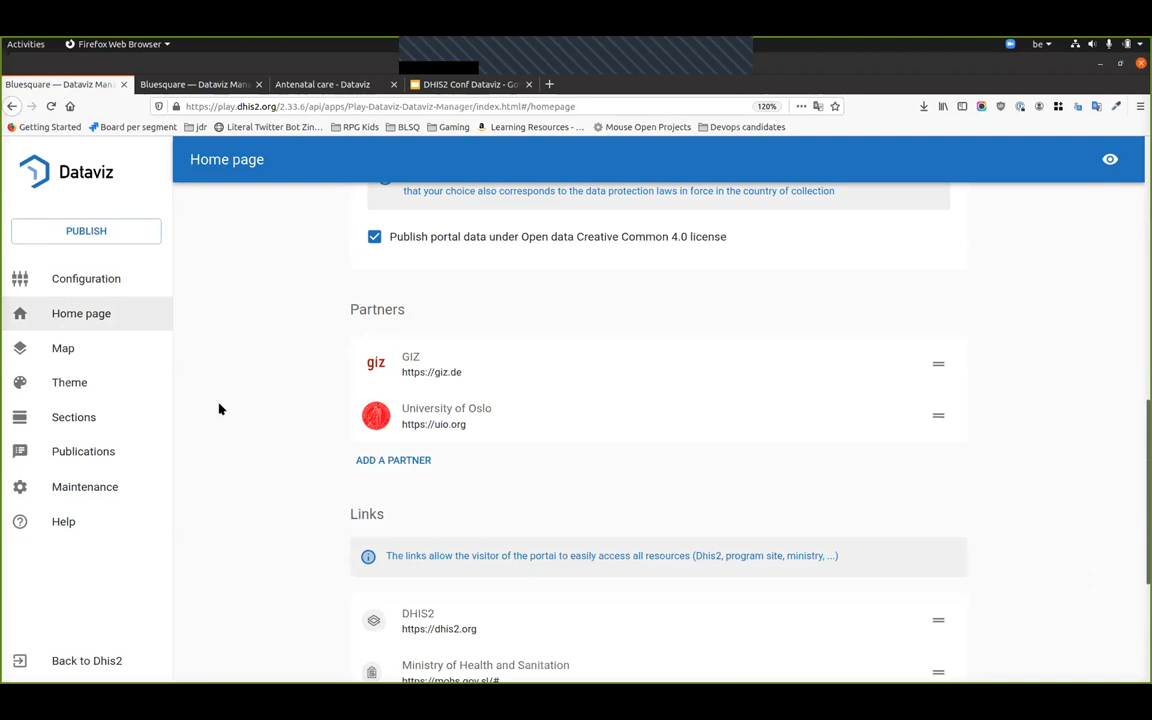 Activities Firefox Web Browser be
Bluesquare — Dataviz Man Bluesquare — Dataviz Man Antenatal care - Dataviz DHIS2 Conf Dataviz - Go
https://play.dhis2.org/2.33.6/api/apps/Play-Dataviz-Dataviz-Manager/index.html#/homepage 120%
Getting Started Board per segment jdr Literal Twitter Bot Zin… RPG Kids BLSQ Gaming Learning Resources - … Mouse Open Projects Devops candidates
Dataviz
Home page
that your choice also corresponds to the data protection laws in force in the country of collection
PUBLISH
Publish portal data under Open data Creative Common 4.0 license
Configuration
Home page
Map
Theme
Sections
Publications
Maintenance
Help
Back to Dhis2
Partners
giz
GIZ
https://giz.de
University of Oslo
https://uio.org
ADD A PARTNER
Links
The links allow the visitor of the portal to easily access all resources (Dhis2, program site, ministry, ...)
DHIS2
https://dhis2.org
Ministry of Health and Sanitation
https://mohs.gov.sl/#